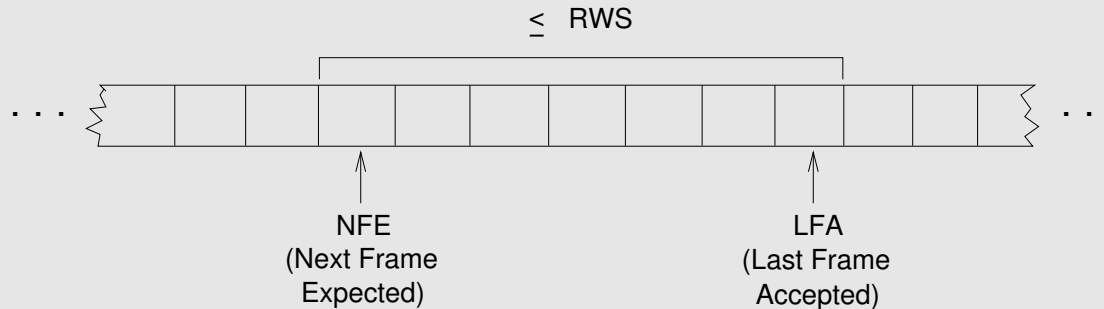 ≤ RWS
. . . . .
NFE LFA
(Next Frame (Last Frame
Expected) Accepted)